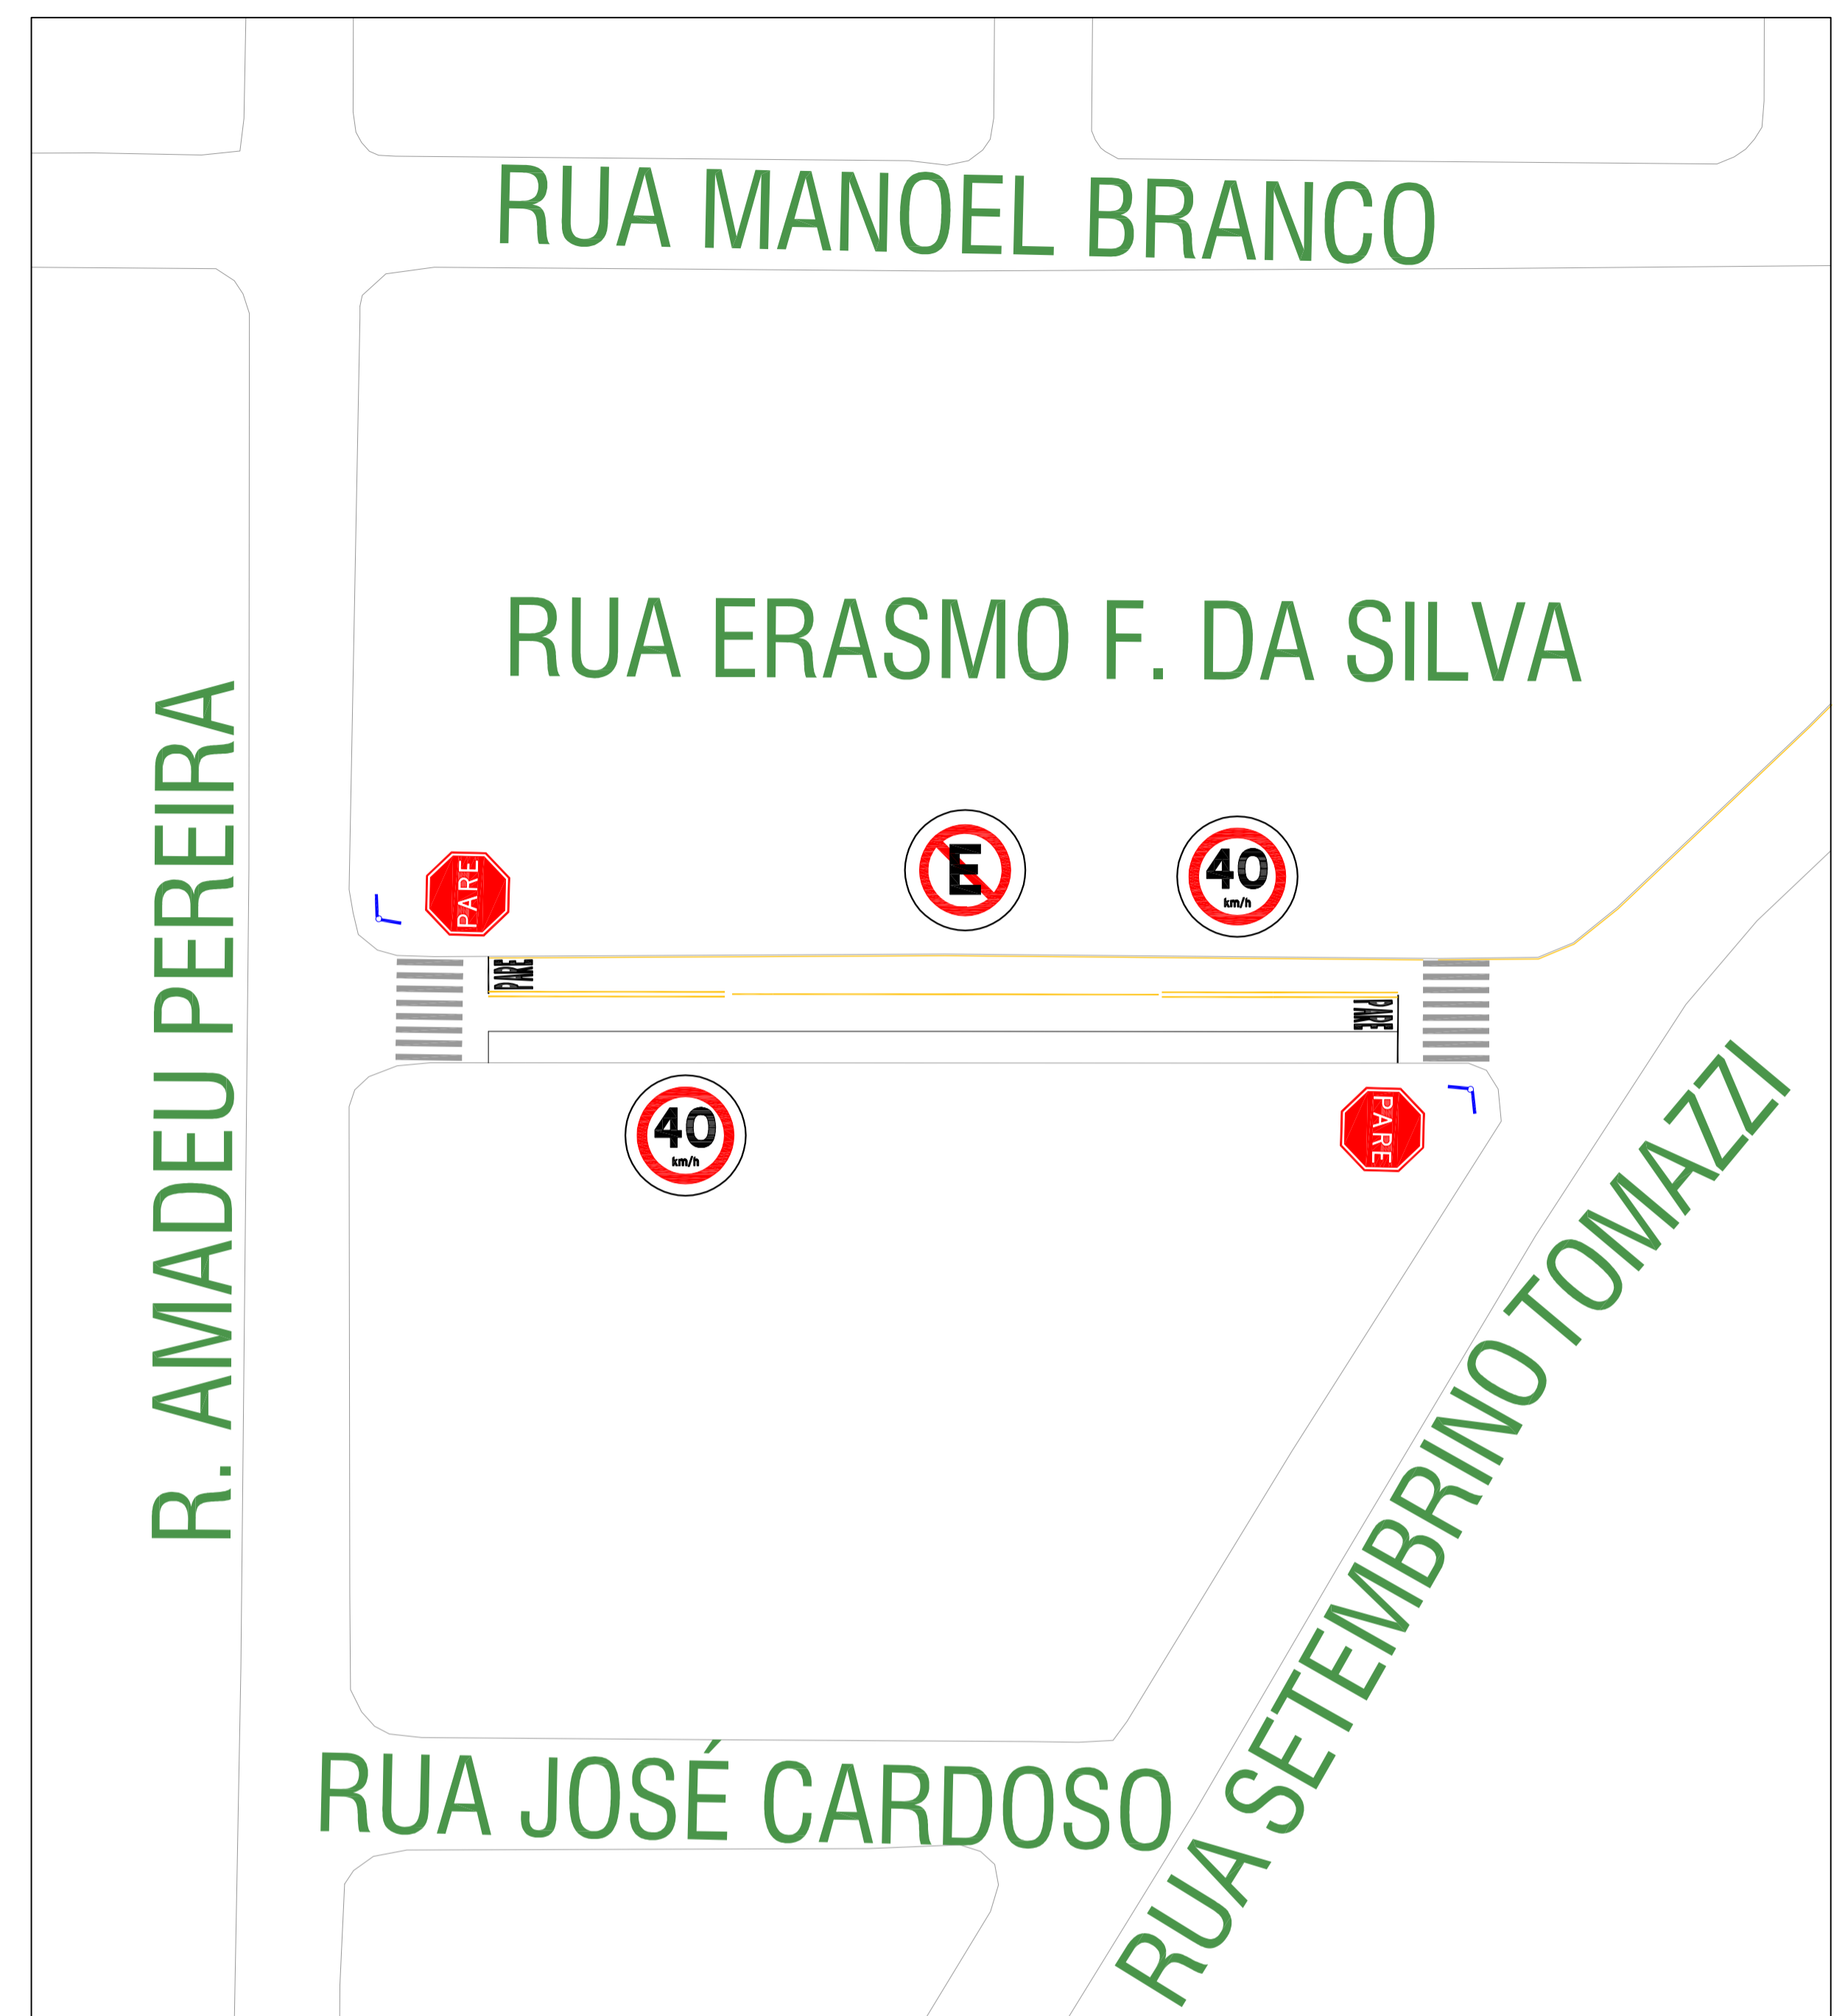 RUA MANOEL BRANCO
RUA ERASMO F. DA SILVA
R. AMADEU PEREIRA
PARE
E
40
km/h
PARE
PARE
40
km/h
PARE
RUA SETEMBRINO TOMAZZI
RUA JOSÉ CARDOSO